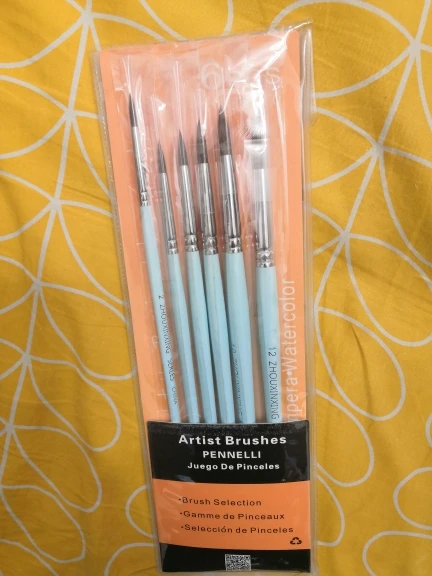 Artist Brushes
PENNELLI
Juego De Pinceles
•Brush Selection
•Gamme de Pinceaux
•Selección de Pinceles
2 ZHOUXINXING
12 ZHOUXINXING
Watercolor